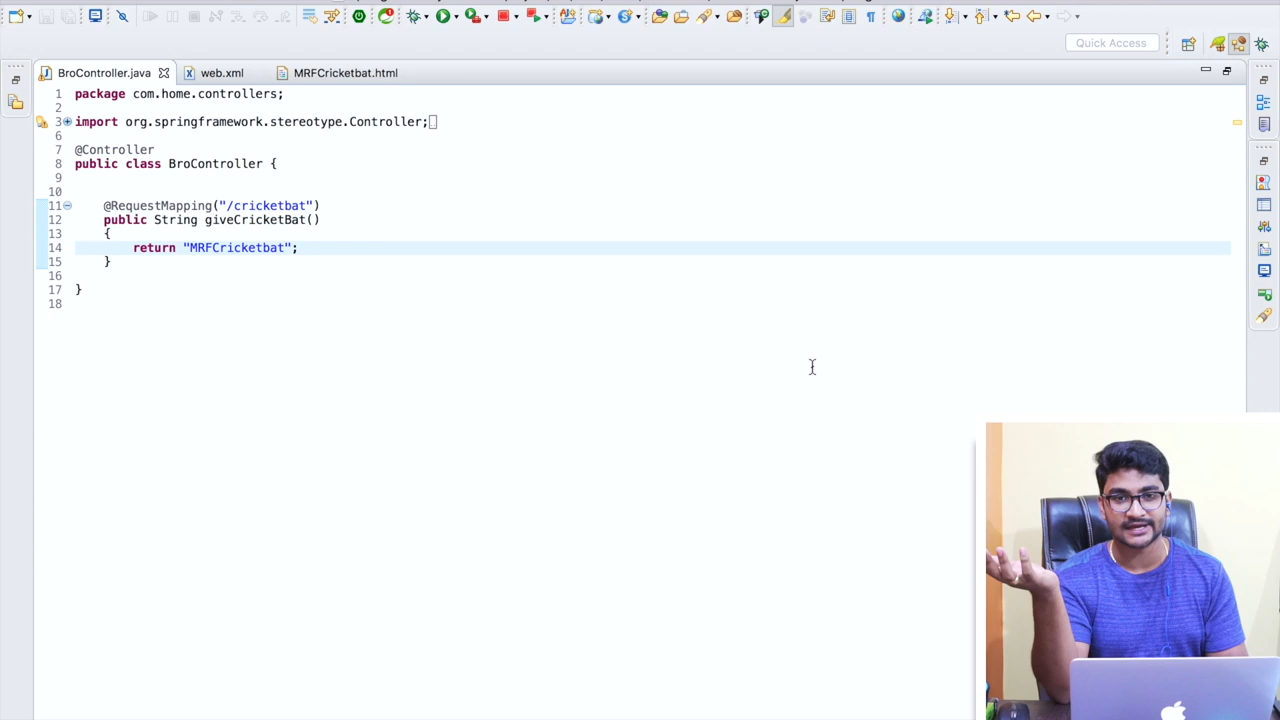 Quick Access
BroController.java
web.xml
MRFCricketbat.html
1 package com.home.controllers;
2
3 import org.springframework.stereotype.Controller;
6
7 @Controller
8 public class BroController {
9
10
11 @RequestMapping("/cricketbat")
12 public String giveCricketBat()
13 {
14 return "MRFCricketbat";
15 }
16
17 }
18